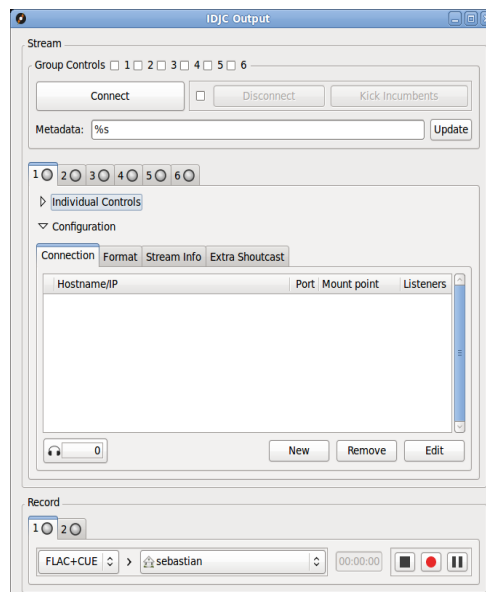 IDJC Output
Stream
Group Controls 1 2 3 4 5 6
Connect Disconnect Kick Incumbents
Metadata: %s Update
1 2 3 4 5 6
Individual Controls
Configuration
Connection Format Stream Info Extra Shoutcast
Hostname/IP Port Mount point Listeners
0 New Remove Edit
Record
1 2
FLAC+CUE > sebastian 00:00:00